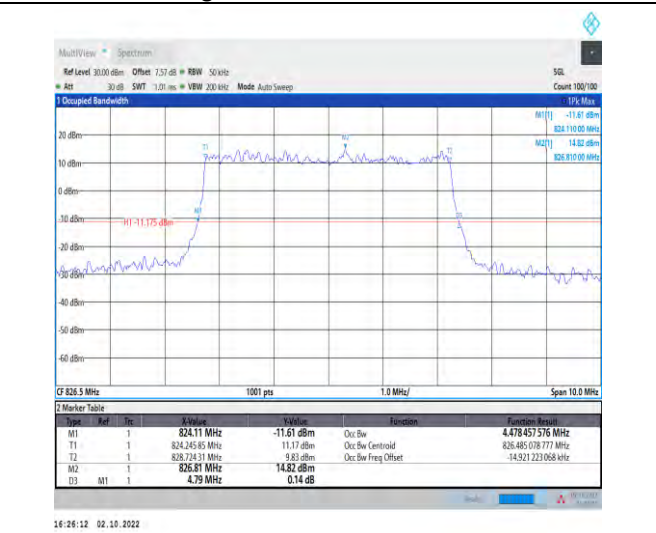 MultiView Spectrum
Ref Level 30.00 dBm Offset 7.57 dB RBW 50 kHz SGL
Att 30 dB SWT 1.01 ms VBW 200 kHz Mode Auto Sweep Count 100/100
1 Occupied Bandwidth 1Pk Max
M1[1] -11.61 dBm
824.110 00 MHz
M2[1] 14.82 dBm
826.810 00 MHz
20 dBm
M2
T1
T2
10 dBm
0 dBm
M1
-10 dBm
H1 -11.175 dBm
-20 dBm
-30 dBm
-40 dBm
-50 dBm
-60 dBm
CF 826.5 MHz 1001 pts 1.0 MHz/ Span 10.0 MHz
2 Marker Table
Type Ref Trc X-Value Y-Value Function Function Result
M1 1 824.11 MHz -11.61 dBm Occ Bw 4.478 457 576 MHz
T1 1 824.245 85 MHz 11.17 dBm Occ Bw Centroid 826.485 078 777 MHz
T2 1 828.724 31 MHz 9.83 dBm Occ Bw Freq Offset -14.921 223 068 kHz
M2 1 826.81 MHz 14.82 dBm
D3 M1 1 4.79 MHz 0.14 dB
16:26:12 02.10.2022